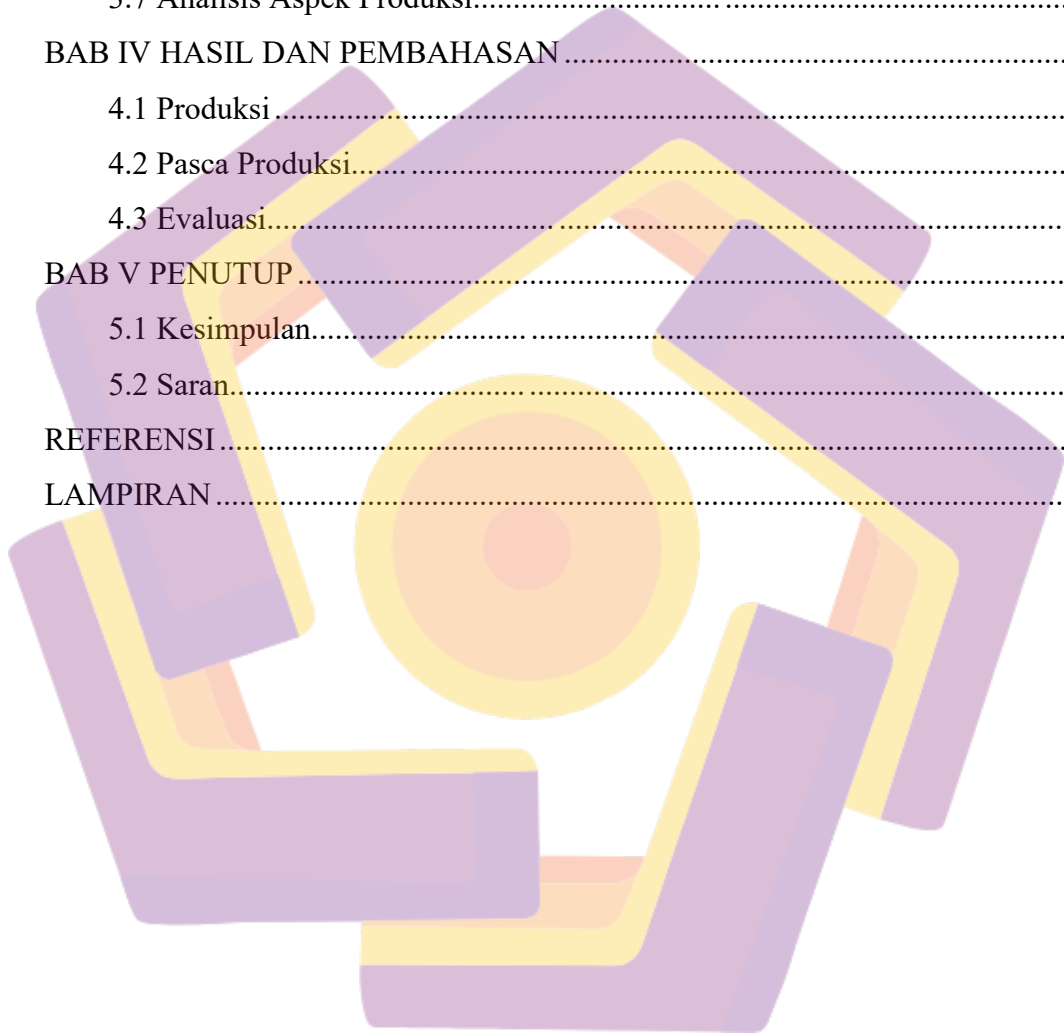 3.7 Analisis Aspek Produksi
BAB IV HASIL DAN PEMBAHASAN
4.1 Produksi
4.2 Pasca Produksi
4.3 Evaluasi
BAB V PENUTUP
5.1 Kesimpulan
5.2 Saran
REFERENSI
LAMPIRAN